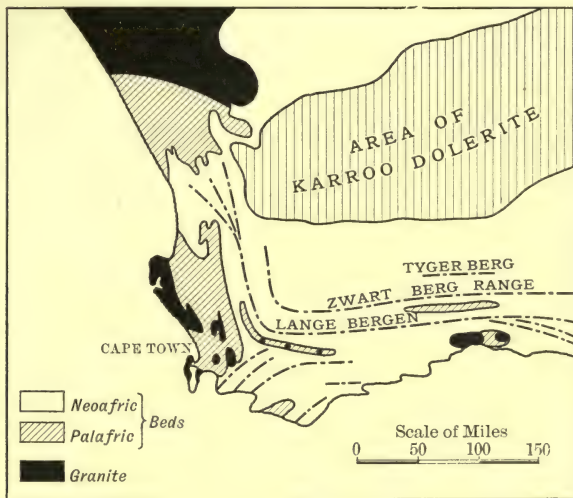 AREA OF
KARROO DOLERITE
TYGER BERG
ZWART BERG RANGE
LANGE BERGEN
CAPE TOWN
Neoafric
Palafric
Beds
Granite
Scale of Miles
0 50 100 150